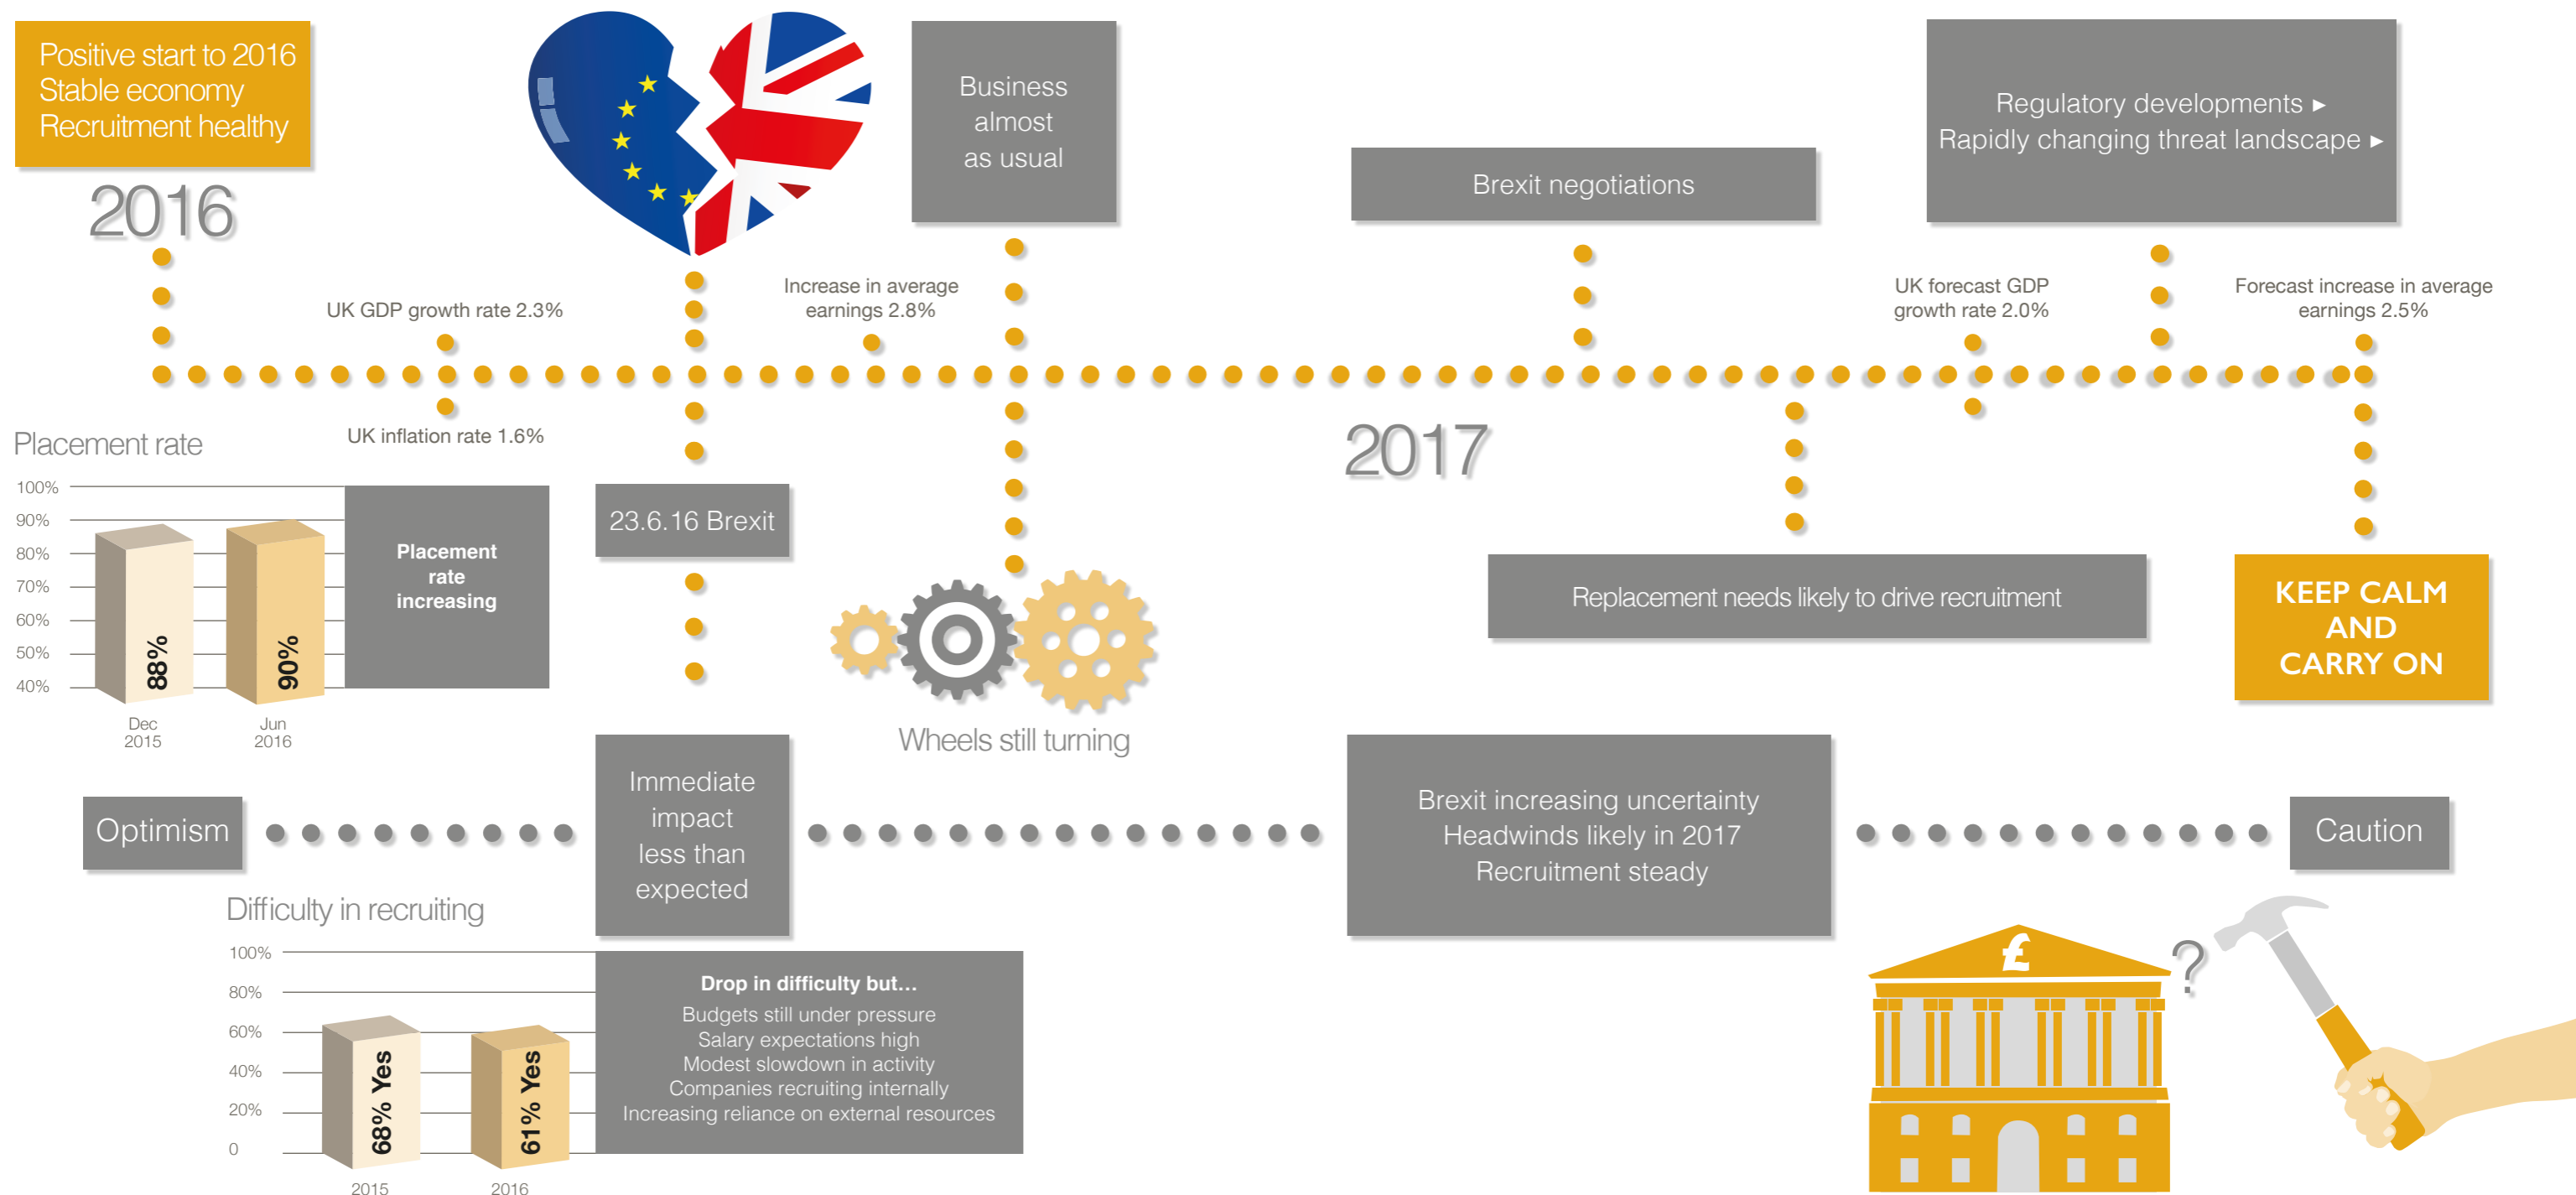 Positive start to 2016
Stable economy
Recruitment healthy
2016
Business
almost
as usual
Regulatory developments ▸
Rapidly changing threat landscape ▸
Brexit negotiations
UK GDP growth rate 2.3%
Increase in average
earnings 2.8%
UK forecast GDP
growth rate 2.0%
Forecast increase in average
earnings 2.5%
UK inflation rate 1.6%
2017
Placement rate
100%
90%
80%
70%
60%
50%
40%
88%
90%
Dec
2015
Jun
2016
Placement
rate
increasing
23.6.16 Brexit
Wheels still turning
Replacement needs likely to drive recruitment
KEEP CALM
AND
CARRY ON
Optimism
Immediate
impact
less than
expected
Brexit increasing uncertainty
Headwinds likely in 2017
Recruitment steady
Caution
Difficulty in recruiting
100%
80%
60%
40%
20%
0
68% Yes
61% Yes
2015
2016
Drop in difficulty but…
Budgets still under pressure
Salary expectations high
Modest slowdown in activity
Companies recruiting internally
Increasing reliance on external resources
£
?